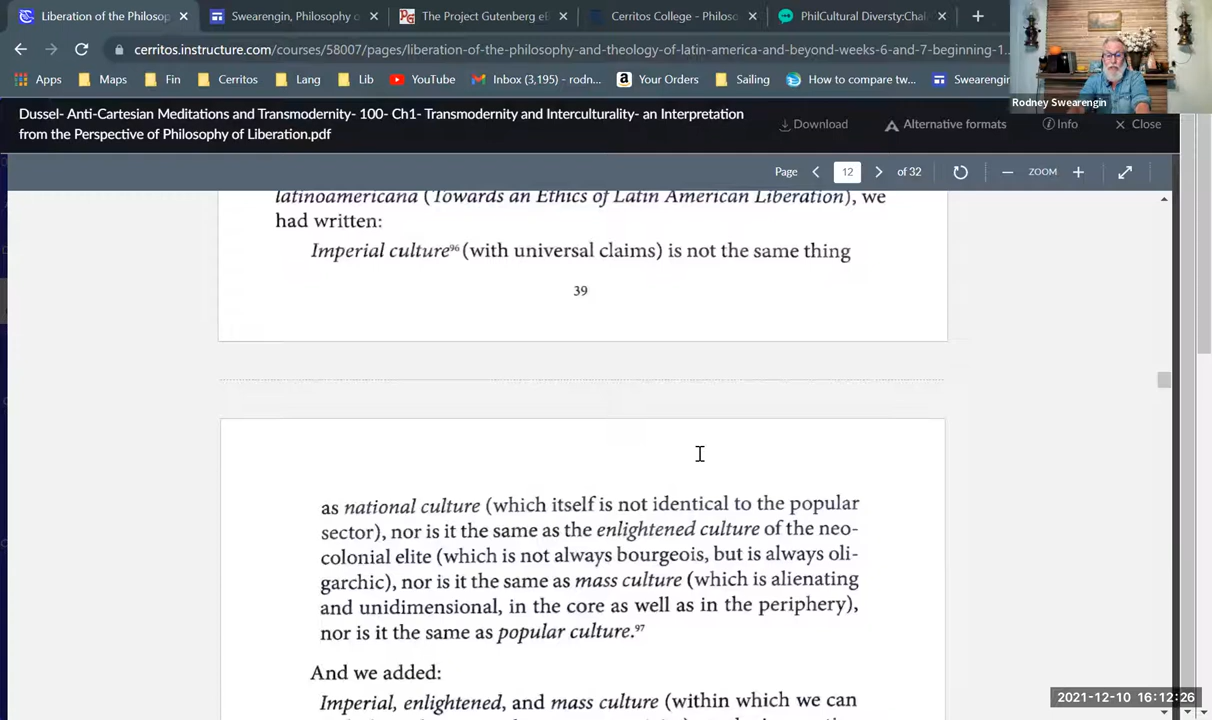 Liberation of the Philosop
Swearengin, Philosophy o
The Project Gutenberg eB
Cerritos College - Philoso
PhilCultural Diversty:Chal
cerritos.instructure.com/courses/58007/pages/liberation-of-the-philosophy-and-theology-of-latin-america-and-beyond-weeks-6-and-7-beginning-1...
Apps Maps Fin Cerritos Lang Lib YouTube Inbox (3,195) - rodn... Your Orders Sailing How to compare tw... Swearengin
Rodney Swearengin
Dussel- Anti-Cartesian Meditations and Transmodernity- 100- Ch1- Transmodernity and Interculturality- an Interpretation
from the Perspective of Philosophy of Liberation.pdf
Download Alternative formats Info Close
Page 12 of 32 ZOOM
latinoamericana (Towards an Ethics of Latin American Liberation), we
had written:
Imperial culture⁹⁶ (with universal claims) is not the same thing
39
as national culture (which itself is not identical to the popular
sector), nor is it the same as the enlightened culture of the neo-
colonial elite (which is not always bourgeois, but is always oli-
garchic), nor is it the same as mass culture (which is alienating
and unidimensional, in the core as well as in the periphery),
nor is it the same as popular culture.⁹⁷
And we added:
Imperial, enlightened, and mass culture (within which we can
2021-12-10 16:12:26